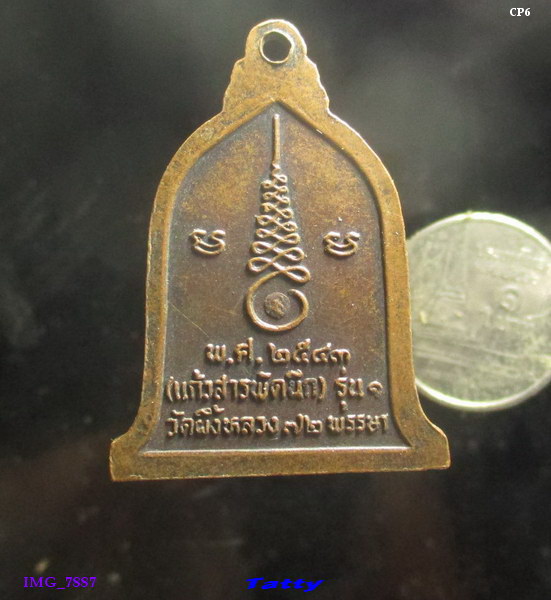 CP6
พ.ศ. ๒๕๔๓
(แก้วสารพัดนึก) รุ่น ๑
วัดผึ้งหลวง ๗๒ พรรษา
IMG_7887
Tatty